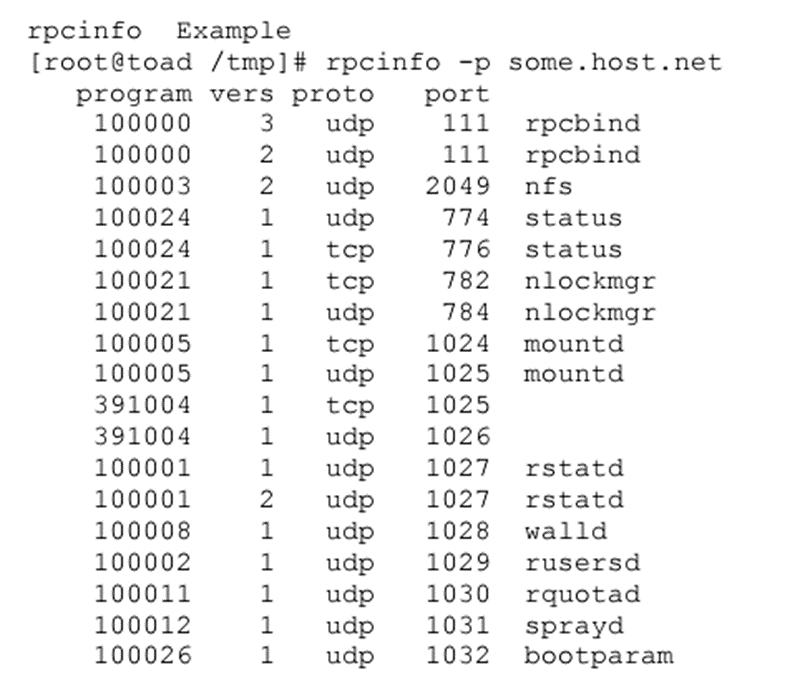 rpcinfo  Example
[root@toad /tmp]# rpcinfo -p some.host.net
   program vers proto   port
    100000    3   udp    111  rpcbind
    100000    2   udp    111  rpcbind
    100003    2   udp   2049  nfs
    100024    1   udp    774  status
    100024    1   tcp    776  status
    100021    1   tcp    782  nlockmgr
    100021    1   udp    784  nlockmgr
    100005    1   tcp   1024  mountd
    100005    1   udp   1025  mountd
    391004    1   tcp   1025
    391004    1   udp   1026
    100001    1   udp   1027  rstatd
    100001    2   udp   1027  rstatd
    100008    1   udp   1028  walld
    100002    1   udp   1029  rusersd
    100011    1   udp   1030  rquotad
    100012    1   udp   1031  sprayd
    100026    1   udp   1032  bootparam